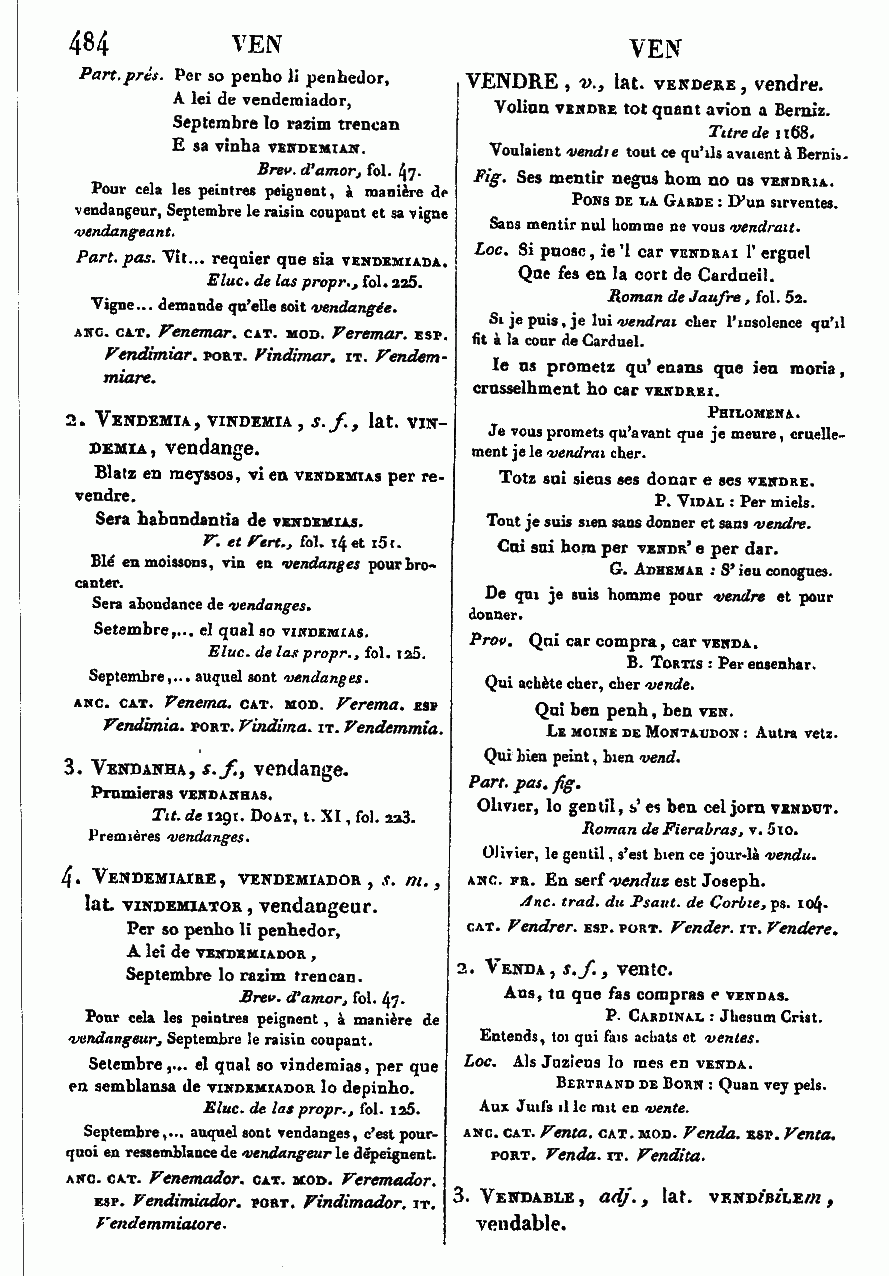 484 VEN
Part. prés. Per so penho li penhedor,
A lei de vendemiador,
Septembre lo razim trencan
E sa vinha VENDEMIAN.
Brev. d'amor, fol. 47.
Pour cela les peintres peignent, à manière de
vendangeur, Septembre le raisin coupant et sa vigne
vendangeant.
Part. pas. Vit... requier que sia VENDEMIADA.
Eluc. de las propr., fol. 225.
Vigne... demande qu'elle soit vendangée.
ANC. CAT. Venemar. CAT. MOD. Veremar. ESP.
Vendimiar. PORT. Vindimar. IT. Vendem-
miare.
2. VENDEMIA, VINDEMIA, s. f., lat. VIN-
DEMIA, vendange.
Blatz en meyssos, vi en VENDEMIAS per re-
vendre.
Sera habundantia de VENDEMIAS.
V. et Vert., fol. 14 et 151.
Blé en moissons, vin en vendanges pour bro-
canter.
Sera abondance de vendanges.
Setembre,... el qual so VINDEMIAS.
Eluc. de las propr., fol. 125.
Septembre,... auquel sont vendanges.
ANC. CAT. Venema. CAT. MOD. Verema. ESP
Vendimia. PORT. Vindima. IT. Vendemmia.
3. VENDANHA, s. f., vendange.
Prumieras VENDANHAS.
Tit. de 1291. DOAT, t. XI, fol. 223.
Premières vendanges.
4. VENDEMIAIRE, VENDEMIADOR, s. m.,
lat. VINDEMIATOR, vendangeur.
Per so penho li penhedor,
A lei de VENDEMIADOR,
Septembre lo razim trencan.
Brev. d'amor, fol. 47.
Pour cela les peintres peignent, à manière de
vendangeur, Septembre le raisin coupant.
Setembre,... el qual so vindemias, per que
en semblansa de VINDEMIADOR lo depinho.
Eluc. de las propr., fol. 125.
Septembre,... auquel sont vendanges, c'est pour-
quoi en ressemblance de vendangeur le dépeignent.
ANC. CAT. Venemador. CAT. MOD. Veremador.
ESP. Vendimiador. PORT. Vindimador. IT.
Vendemmiatore.
VEN
VENDRE, v., lat. VENDeRE, vendre.
Volian VENDRE tot quant avion a Berniz.
Titre de 1168.
Voulaient vendre tout ce qu'ils avaient à Bernis.
Fig. Ses mentir negus hom no us VENDRIA.
PONS DE LA GARDE : D'un sirventes.
Sans mentir nul homme ne vous vendrait.
Loc. Si puosc, ie 'l car VENDRAI l' erguel
Que fes en la cort de Cardueil.
Roman de Jaufre, fol. 52.
Si je puis, je lui vendrai cher l'insolence qu'il
fit à la cour de Carduel.
Ie us prometz qu' enans que ieu moria,
crusselhment ho car VENDREI.
PHILOMENA.
Je vous promets qu'avant que je meure, cruelle-
ment je le vendrai cher.
Totz sui sieus ses donar e ses VENDRE.
P. VIDAL : Per miels.
Tout je suis sien sans donner et sans vendre.
Cui sui hom per VENDR' e per dar.
G. ADHEMAR : S' ieu conogues.
De qui je suis homme pour vendre et pour
donner.
Prov. Qui car compra, car VENDA.
B. TORTIS : Per ensenhar.
Qui achète cher, cher vende.
Qui ben penh, ben VEN.
LE MOINE DE MONTAUDON : Autra vetz.
Qui bien peint, bien vend.
Part. pas. fig.
Olivier, lo gentil, s' es ben cel jorn VENDUT.
Roman de Fierabras, v. 510.
Olivier, le gentil, s'est bien ce jour-là vendu.
ANC. FR. En serf venduz est Joseph.
Anc. trad. du Psaut. de Corbie, ps. 104.
CAT. Vendrer. ESP. PORT. Vender. IT. Vendere.
2. VENDA, s. f., vente.
Aus, tu que fas compras e VENDAS.
P. CARDINAL : Jhesum Crist.
Entends, toi qui fais achats et ventes.
Loc. Als Juzieus lo mes en VENDA.
BERTRAND DE BORN : Quan vey pels.
Aux Juifs il le mit en vente.
ANC. CAT. Venta. CAT. MOD. Venda. ESP. Venta.
PORT. Venda. IT. Vendita.
3. VENDABLE, adj., lat. VENDiBiLEm,
vendable.